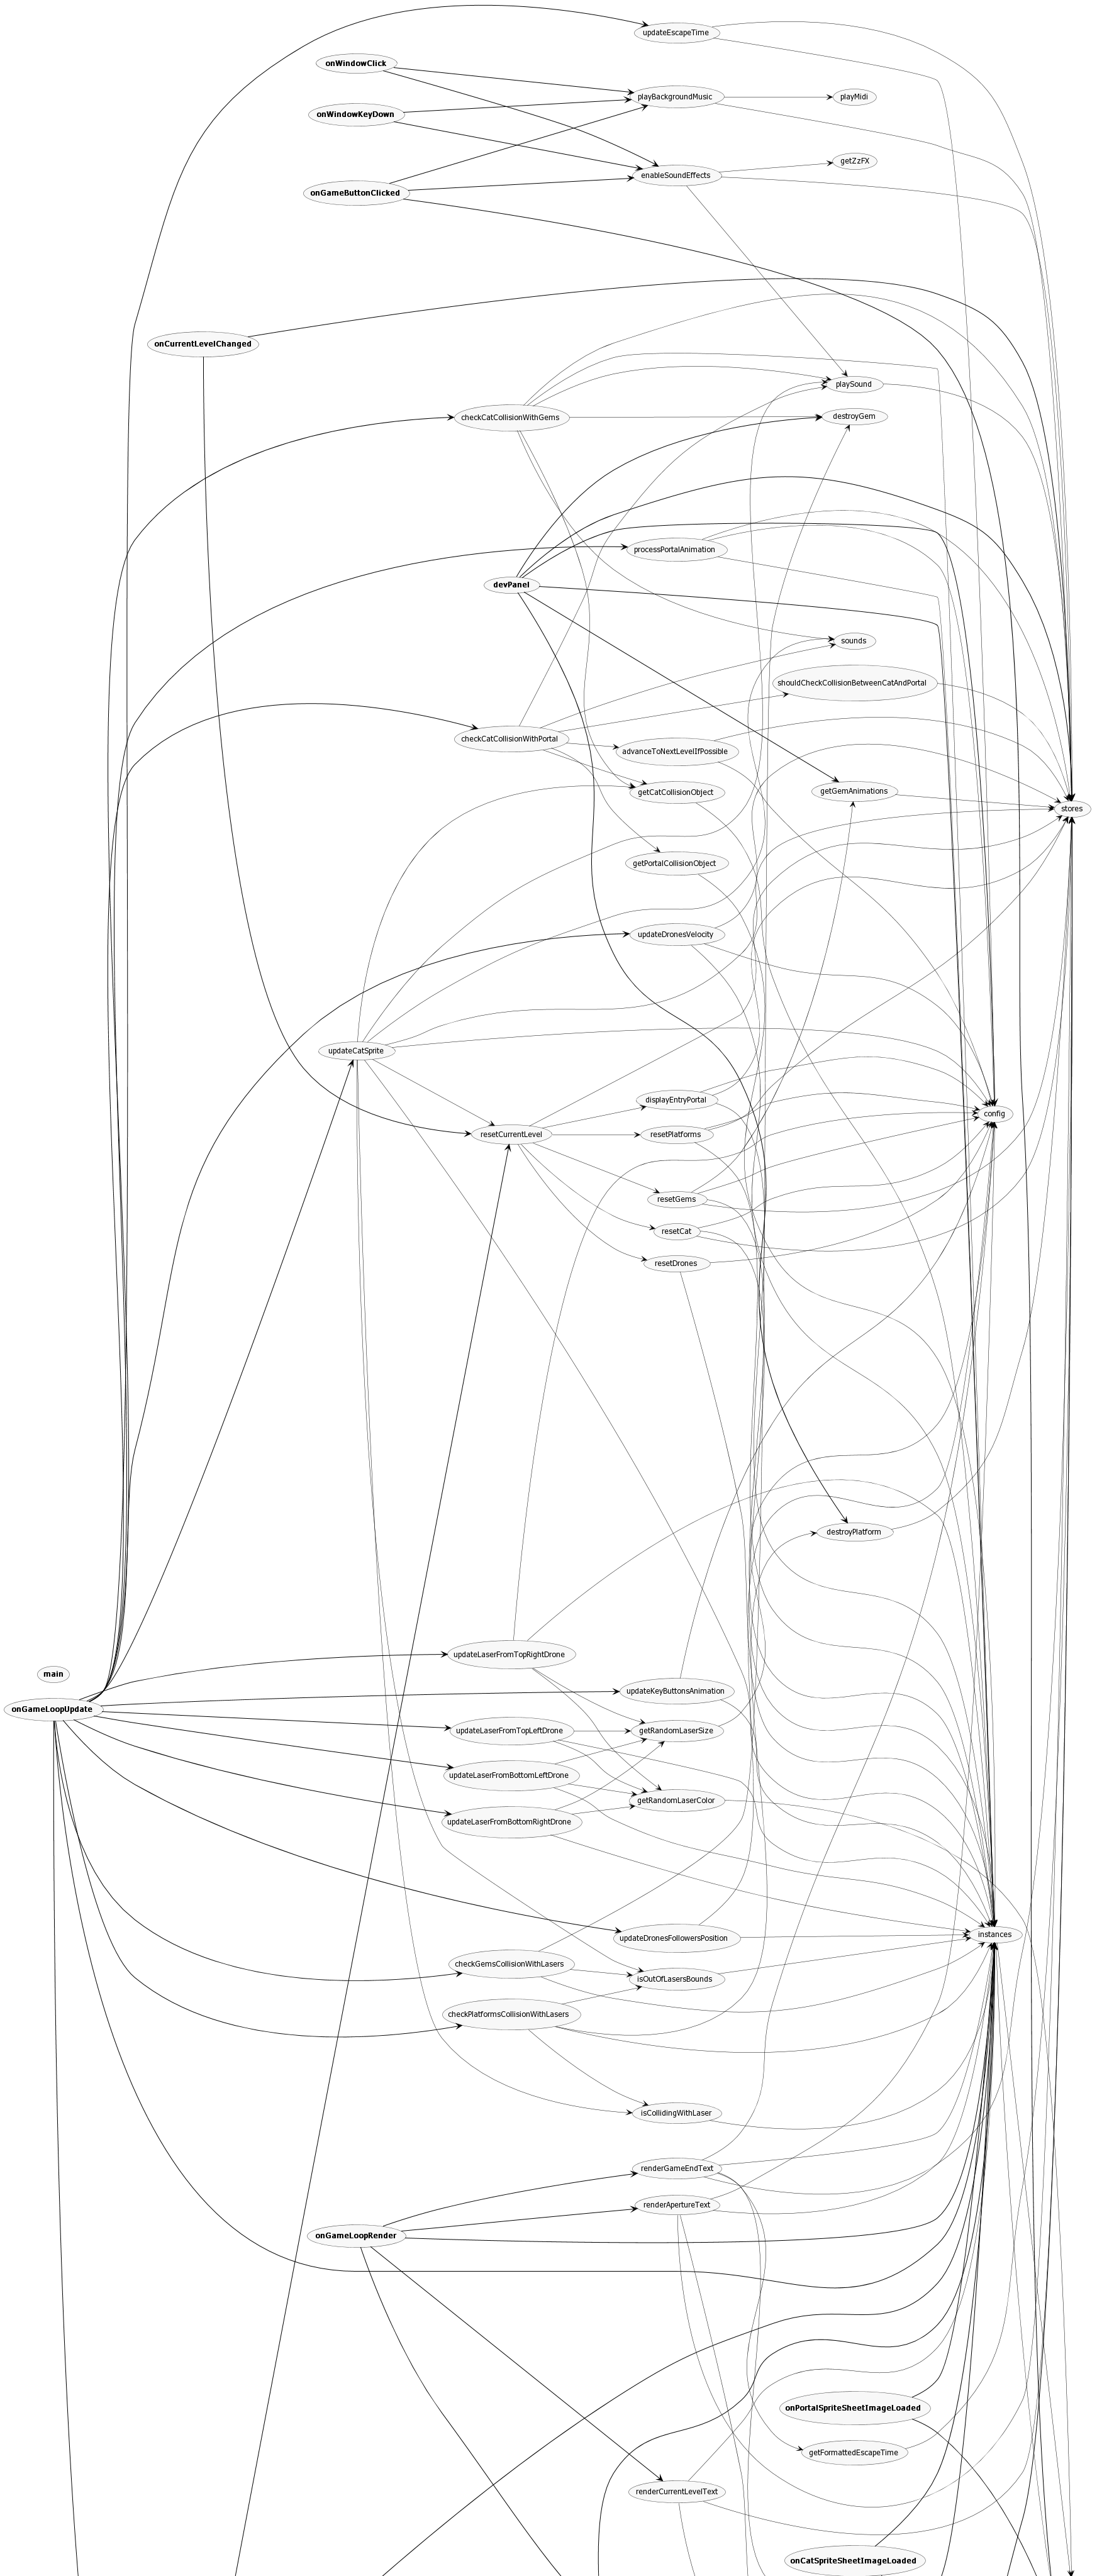 updateEscapeTime
onWindowClick
playBackgroundMusic
playMidi
onWindowKeyDown
getZzFX
enableSoundEffects
onGameButtonClicked
onCurrentLevelChanged
playSound
checkCatCollisionWithGems
destroyGem
processPortalAnimation
devPanel
sounds
shouldCheckCollisionBetweenCatAndPortal
checkCatCollisionWithPortal
advanceToNextLevelIfPossible
getCatCollisionObject
getGemAnimations
stores
getPortalCollisionObject
updateDronesVelocity
updateCatSprite
displayEntryPortal
config
resetCurrentLevel
resetPlatforms
resetGems
resetCat
resetDrones
destroyPlatform
updateLaserFromTopRightDrone
main
updateKeyButtonsAnimation
onGameLoopUpdate
updateLaserFromTopLeftDrone
getRandomLaserSize
updateLaserFromBottomLeftDrone
getRandomLaserColor
updateLaserFromBottomRightDrone
instances
updateDronesFollowersPosition
checkGemsCollisionWithLasers
isOutOfLasersBounds
checkPlatformsCollisionWithLasers
isCollidingWithLaser
renderGameEndText
renderApertureText
onGameLoopRender
onPortalSpriteSheetImageLoaded
getFormattedEscapeTime
renderCurrentLevelText
onCatSpriteSheetImageLoaded